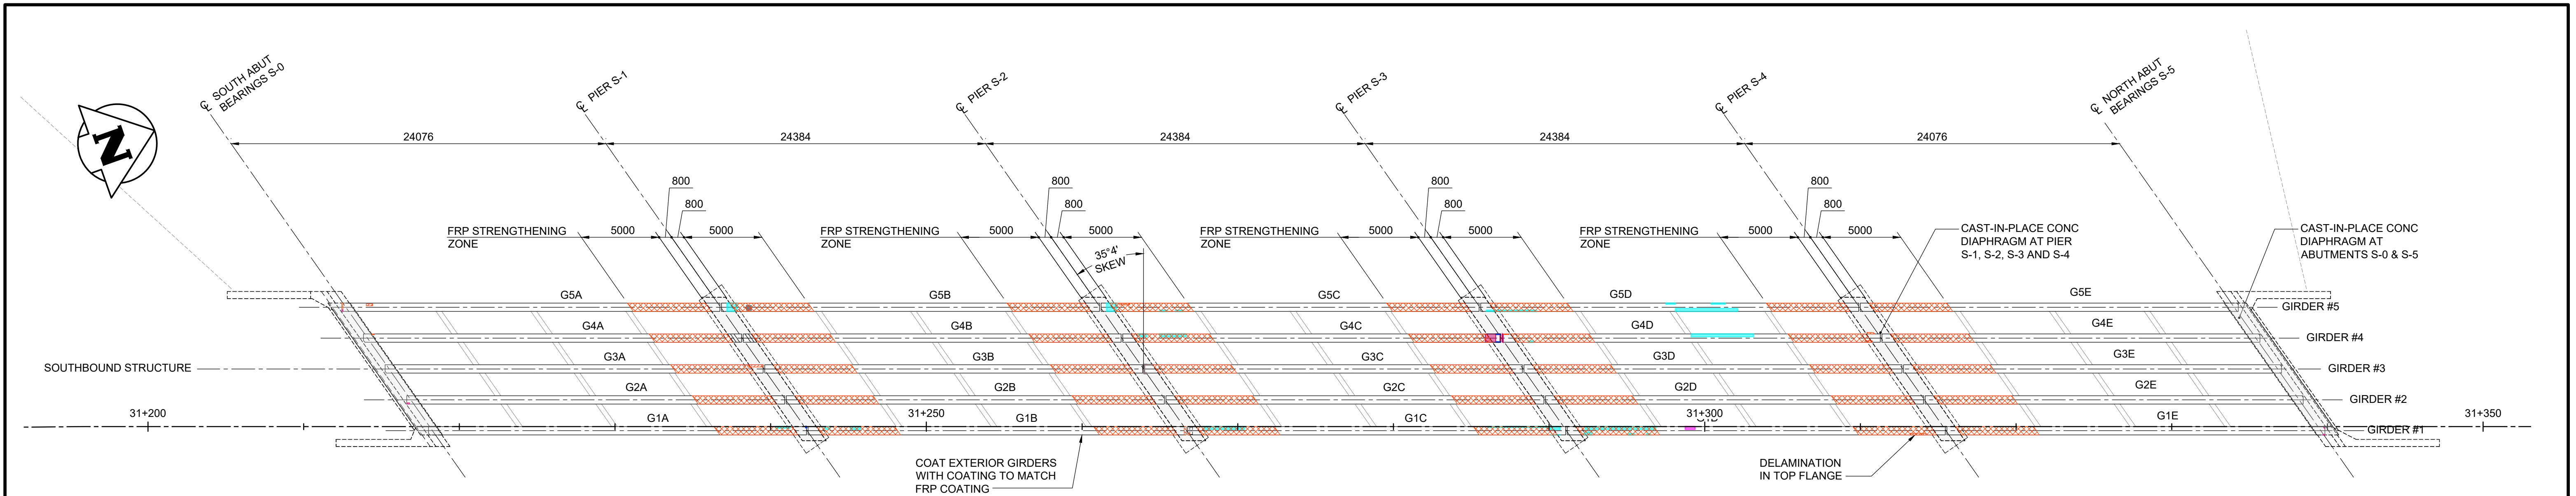 ℄ SOUTH ABUT
BEARINGS S-0
℄ PIER S-1
℄ PIER S-2
℄ PIER S-3
℄ PIER S-4
℄ NORTH ABUT
BEARINGS S-5
N
24076
24384
24384
24384
24076
800
800
800
800
800
800
800
800
FRP STRENGTHENING
ZONE
5000
5000
FRP STRENGTHENING
ZONE
5000
5000
FRP STRENGTHENING
ZONE
5000
5000
FRP STRENGTHENING
ZONE
5000
5000
35°4'
SKEW
CAST-IN-PLACE CONC
DIAPHRAGM AT PIER
S-1, S-2, S-3 AND S-4
CAST-IN-PLACE CONC
DIAPHRAGM AT
ABUTMENTS S-0 & S-5
G5A
G5B
G5C
G5D
G5E
GIRDER #5
G4A
G4B
G4C
G4D
G4E
GIRDER #4
SOUTHBOUND STRUCTURE
G3A
G3B
G3C
G3D
G3E
GIRDER #3
G2A
G2B
G2C
G2D
G2E
GIRDER #2
31+200
31+250
31+300
31+350
G1A
G1B
G1C
G1D
G1E
GIRDER #1
COAT EXTERIOR GIRDERS
WITH COATING TO MATCH
FRP COATING
DELAMINATION
IN TOP FLANGE